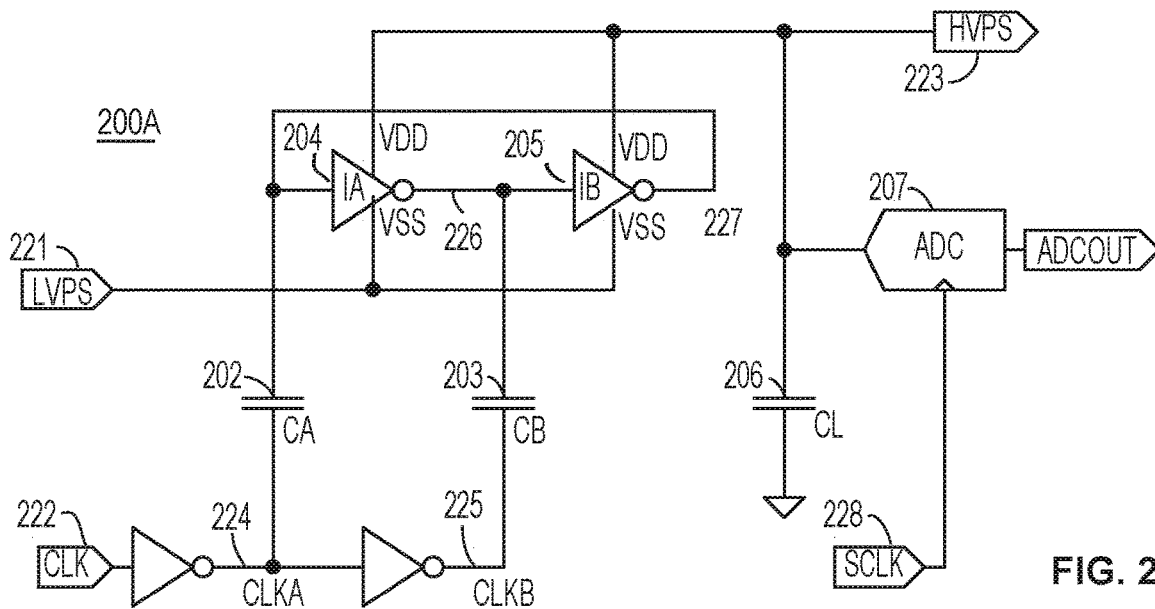 HVPS
223
200A
204
VDD
205
VDD
IA
IB
207
VSS
226
VSS
227
ADC
ADCOUT
221
LVPS
202
203
206
CA
CB
CL
222
224
225
228
CLK
CLKA
CLKB
SCLK
FIG. 2